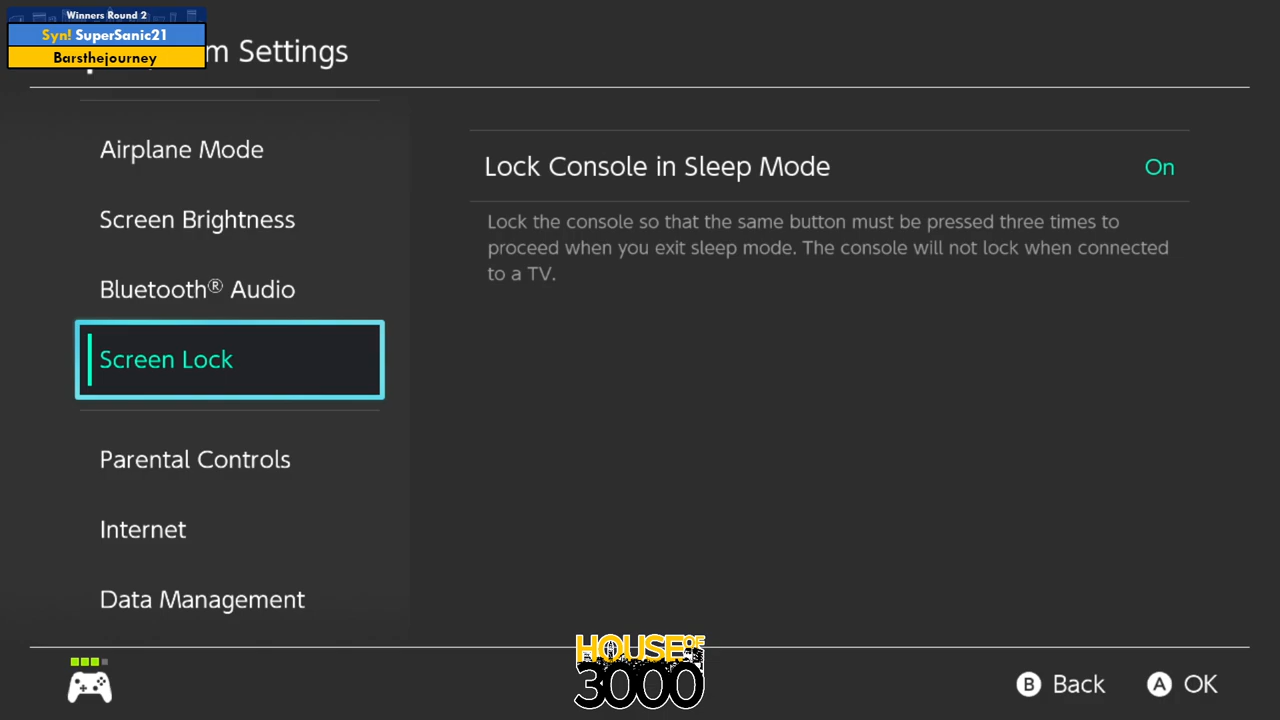 Winners Round 2
Syn! SuperSanic21
Barsthejourney
m Settings
Airplane Mode
Screen Brightness
Bluetooth® Audio
Screen Lock
Parental Controls
Internet
Data Management
Lock Console in Sleep Mode
On
Lock the console so that the same button must be pressed three times to
proceed when you exit sleep mode. The console will not lock when connected
to a TV.
HOUSE OF
3000
B Back
A OK